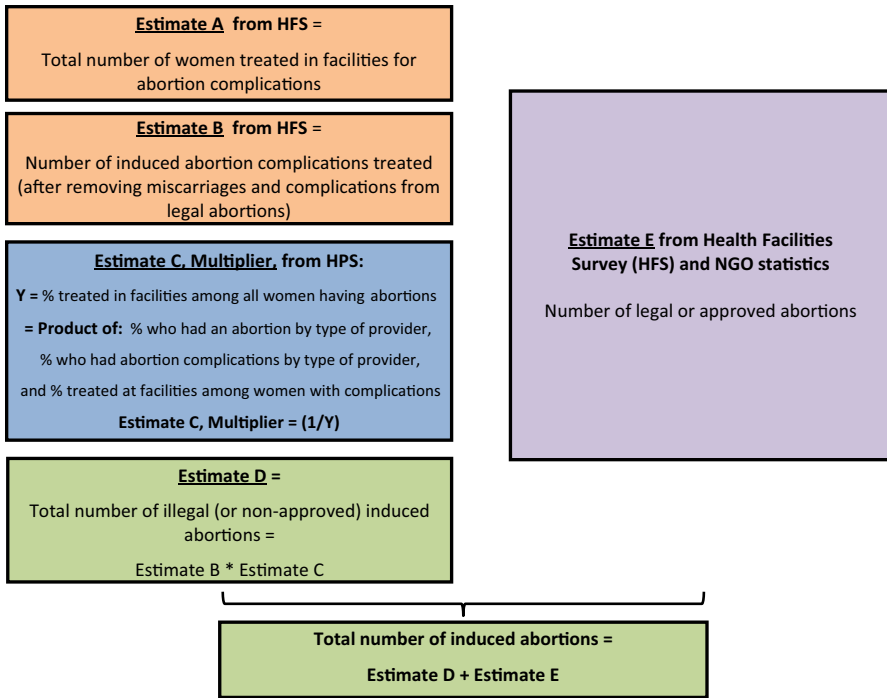 Estimate A from HFS =
Total number of women treated in facilities for
abortion complications
Estimate B from HFS =
Number of induced abortion complications treated
(after removing miscarriages and complications from
legal abortions)
Estimate C, Multiplier, from HPS:
Y = % treated in facilities among all women having abortions
= Product of: % who had an abortion by type of provider,
% who had abortion complications by type of provider,
and % treated at facilities among women with complications
Estimate C, Multiplier = (1/Y)
Estimate D =
Total number of illegal (or non-approved) induced
abortions =
Estimate B * Estimate C
Estimate E from Health Facilities
Survey (HFS) and NGO statistics
Number of legal or approved abortions
Total number of induced abortions =
Estimate D + Estimate E